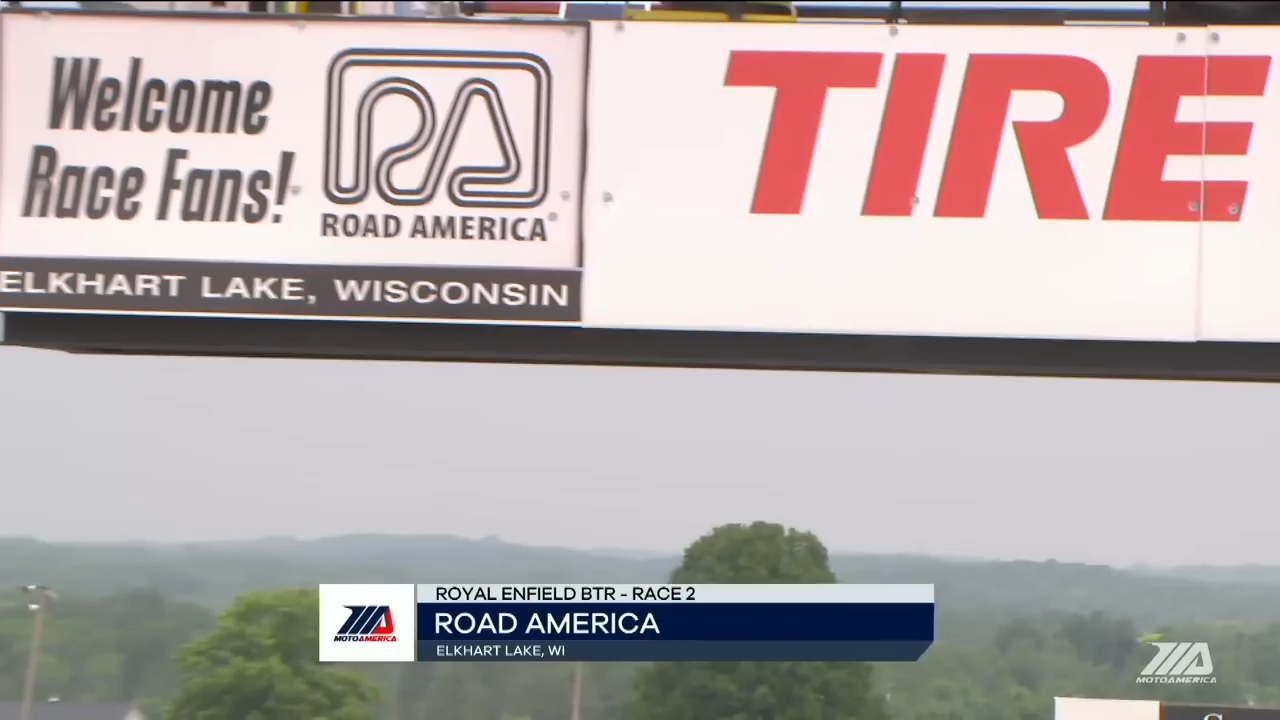 Welcome
Race Fans!
RA
ROAD AMERICA®
ELKHART LAKE, WISCONSIN
TIRE
ROYAL ENFIELD BTR - RACE 2
ROAD AMERICA
ELKHART LAKE, WI
MOTOAMERICA
MOTOAMERICA